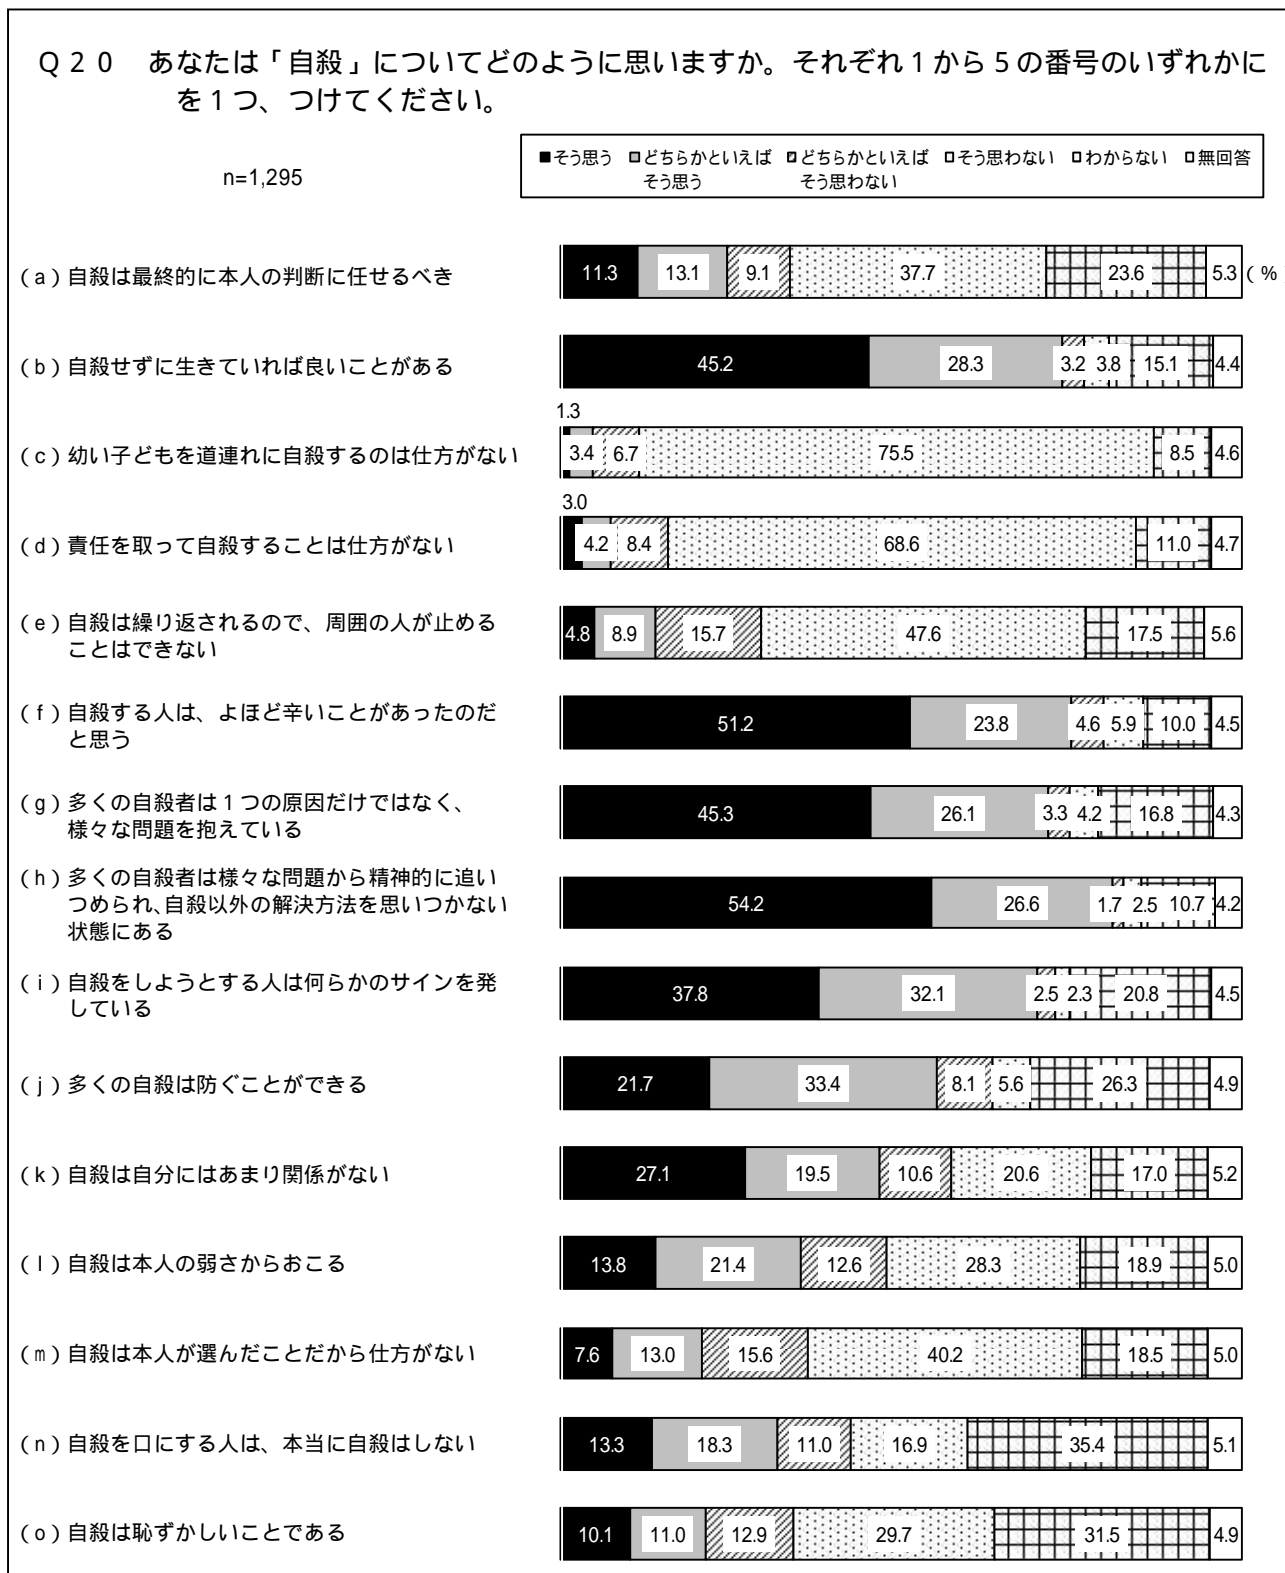 Q20 あなたは「自殺」についてどのように思いますか。それぞれ1から5の番号のいずれかに
を1つ、つけてください。
n=1,295
■そう思う □どちらかといえばそう思う □どちらかといえばそう思わない □そう思わない □わからない □無回答
(a)自殺は最終的に本人の判断に任せるべき
11.3 13.1 9.1 37.7 23.6 5.3 (%
(b)自殺せずに生きていれば良いことがある
45.2 28.3 3.2 3.8 15.1 4.4
(c)幼い子どもを道連れに自殺するのは仕方がない
1.3 3.4 6.7 75.5 8.5 4.6
(d)責任を取って自殺することは仕方がない
3.0 4.2 8.4 68.6 11.0 4.7
(e)自殺は繰り返されるので、周囲の人が止める
ことはできない
4.8 8.9 15.7 47.6 17.5 5.6
(f)自殺する人は、よほど辛いことがあったのだ
と思う
51.2 23.8 4.6 5.9 10.0 4.5
(g)多くの自殺者は1つの原因だけではなく、
様々な問題を抱えている
45.3 26.1 3.3 4.2 16.8 4.3
(h)多くの自殺者は様々な問題から精神的に追い
つめられ、自殺以外の解決方法を思いつかない
状態にある
54.2 26.6 1.7 2.5 10.7 4.2
(i)自殺をしようとする人は何らかのサインを発
している
37.8 32.1 2.5 2.3 20.8 4.5
(j)多くの自殺は防ぐことができる
21.7 33.4 8.1 5.6 26.3 4.9
(k)自殺は自分にはあまり関係がない
27.1 19.5 10.6 20.6 17.0 5.2
(l)自殺は本人の弱さからおこる
13.8 21.4 12.6 28.3 18.9 5.0
(m)自殺は本人が選んだことだから仕方がない
7.6 13.0 15.6 40.2 18.5 5.0
(n)自殺を口にする人は、本当に自殺はしない
13.3 18.3 11.0 16.9 35.4 5.1
(o)自殺は恥ずかしいことである
10.1 11.0 12.9 29.7 31.5 4.9